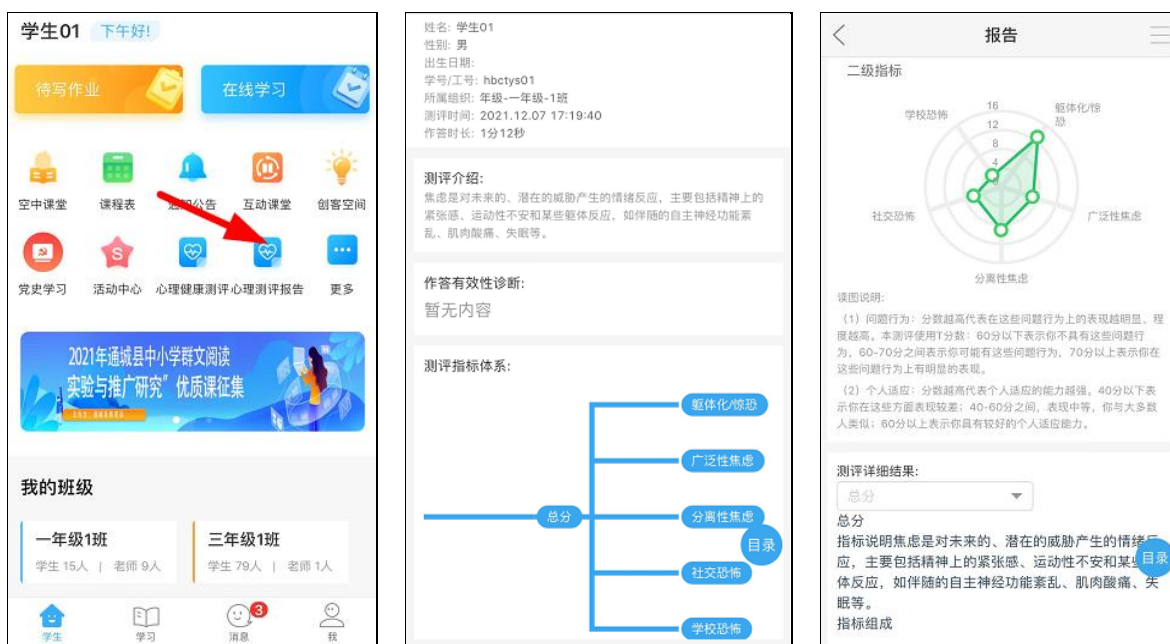 学生01 下午好!
待写作业 在线学习
空中课堂 课程表 通知公告 互动课堂 创客空间
党史学习 活动中心 心理健康测评 心理测评报告 更多
2021年通城县中小学群文阅读
实验与推广研究”优质课征集
我的班级
一年级1班 三年级1班
学生 15人 | 老师 9人 学生 79人 | 老师 1人
3
学生 学习 消息 我
姓名: 学生01
性别: 男
出生日期:
学号/工号: hbctys01
所属组织: 年级-一年级-1班
测评时间: 2021.12.07 17:19:40
作答时长: 1分12秒
测评介绍:
焦虑是对未来的、潜在的威胁产生的情绪反应，主要包括精神上的
紧张感、运动性不安和某些躯体反应，如伴随的自主神经功能紊
乱、肌肉酸痛、失眠等。
作答有效性诊断:
暂无内容
测评指标体系:
躯体化/惊恐
广泛性焦虑
总分
分离性焦虑
目录
社交恐怖
学校恐怖
报告
二级指标
16
12
8
4
0
躯体化/惊
恐
广泛性焦虑
分离性焦虑
社交恐怖
学校恐怖
读图说明:
（1）问题行为：分数越高代表在这些问题行为上的表现越明显、程
度越高。本测评使用T分数：60分以下表示你不具有这些问题行
为，60-70分之间表示你可能有这些问题行为，70分以上表示你在
这些问题行为上有明显的表现。
（2）个人适应：分数越高代表个人适应的能力越强。40分以下表
示你在这些方面表现较差；40-60分之间，表现中等，你与大多数
人类似；60分以上表示你具有较好的个人适应能力。
测评详细结果:
总分
总分
指标说明焦虑是对未来的、潜在的威胁产生的情绪反
应，主要包括精神上的紧张感、运动性不安和某
体反应，如伴随的自主神经功能紊乱、肌肉酸痛、失
眠等。
目录
指标组成